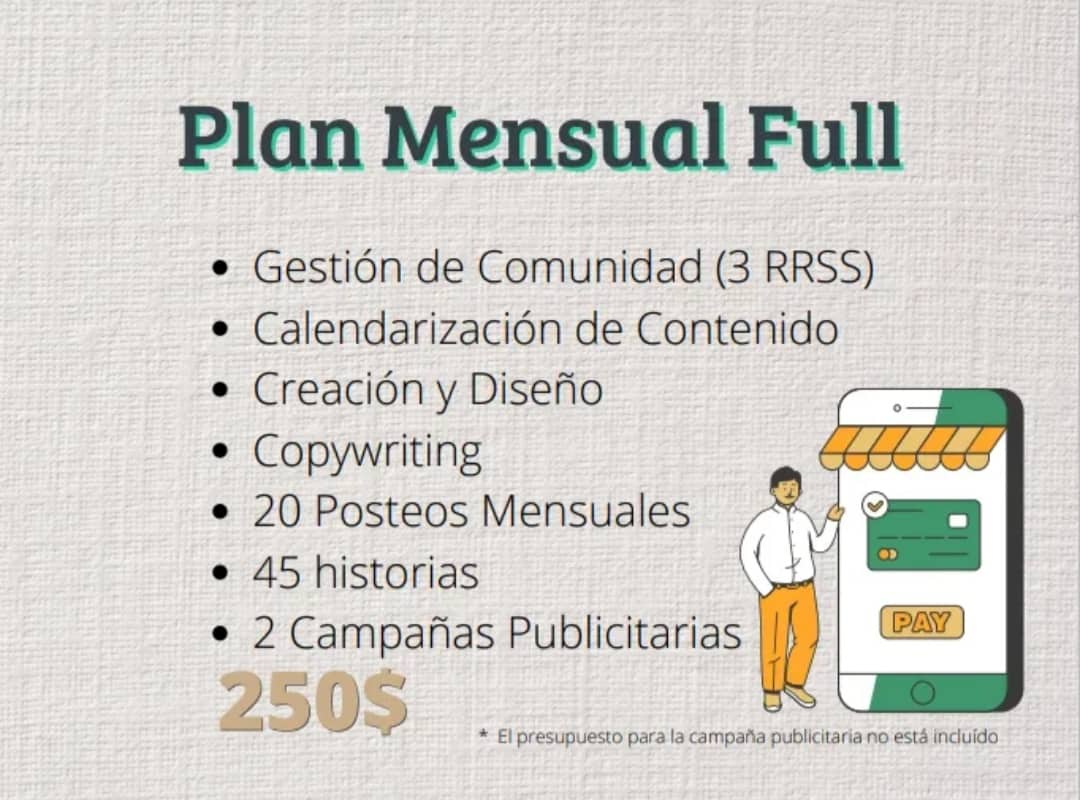 Plan Mensual Full
• Gestión de Comunidad (3 RRSS)
• Calendarización de Contenido
• Creación y Diseño
• Copywriting
• 20 Posteos Mensuales
• 45 historias
• 2 Campañas Publicitarias
PAY
250$
* El presupuesto para la campaña publicitaria no está incluído